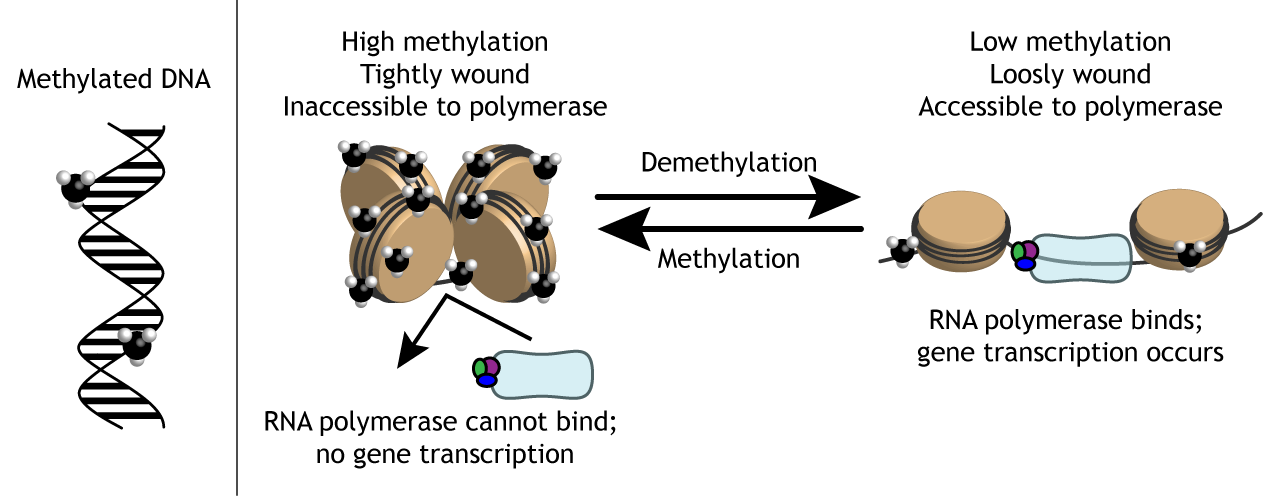 Methylated DNA
High methylation
Tightly wound
Inaccessible to polymerase
Demethylation
Methylation
RNA polymerase cannot bind;
no gene transcription
Low methylation
Loosly wound
Accessible to polymerase
RNA polymerase binds;
gene transcription occurs